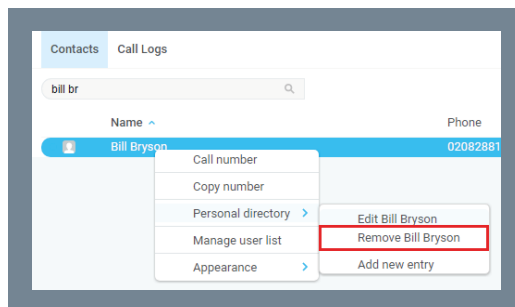 Contacts Call Logs
bill br
Name Phone
Bill Bryson 02082881
Call number
Copy number
Personal directory
Manage user list
Appearance
Edit Bill Bryson
Remove Bill Bryson
Add new entry